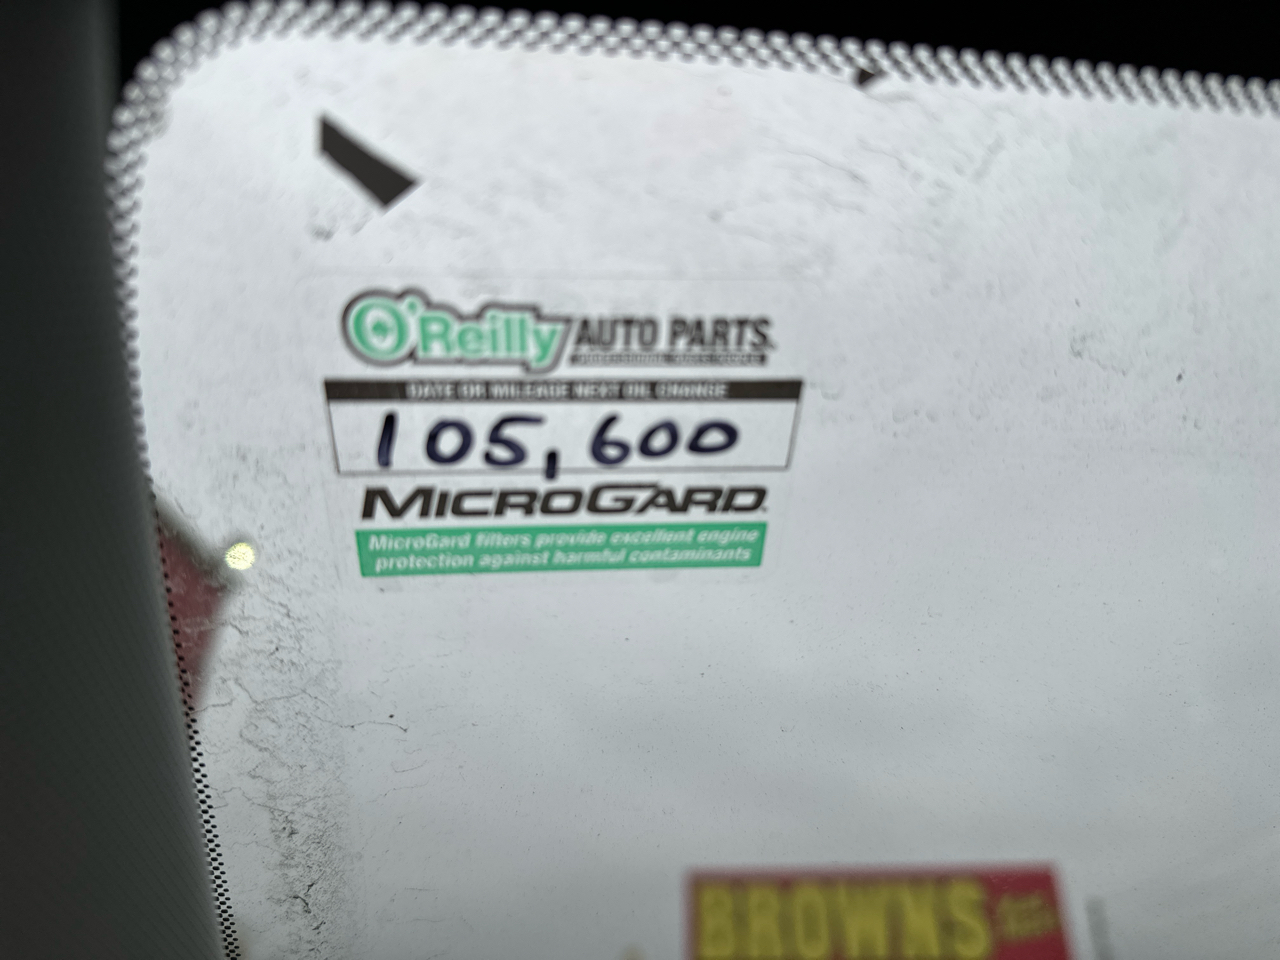 O'Reilly AUTO PARTS
DATE OR MILEAGE NEXT OIL CHANGE
105,600
MICROGARD
MicroGard filters provide excellent engine
protection against harmful contaminants
BROWNS